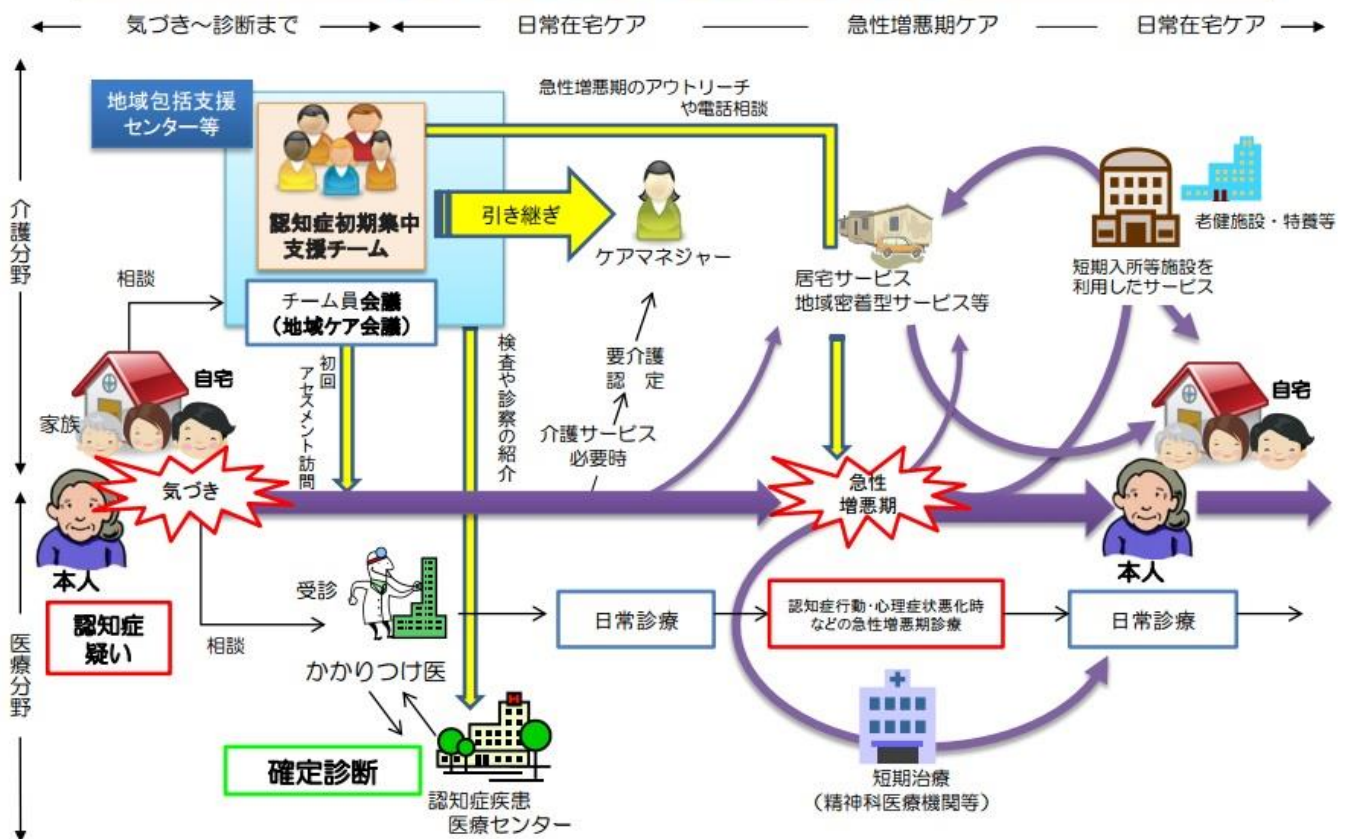 気づき～診断まで
日常在宅ケア
急性増悪期ケア
日常在宅ケア
介護分野
医療分野
地域包括支援
センター等
認知症初期集中
支援チーム
チーム員会議
（地域ケア会議）
急性増悪期のアウトリーチ
や電話相談
引き継ぎ
ケアマネジャー
居宅サービス
地域密着型サービス等
老健施設・特養等
短期入所等施設を
利用したサービス
相談
自宅
家族
初回
アセスメント訪問
検査や診察の紹介
要介護
認定
介護サービス
必要時
自宅
気づき
急性
増悪期
本人
本人
認知症
疑い
相談
受診
かかりつけ医
日常診療
認知症行動・心理症状悪化時
などの急性増悪期診療
日常診療
確定診断
H
認知症疾患
医療センター
短期治療
（精神科医療機関等）